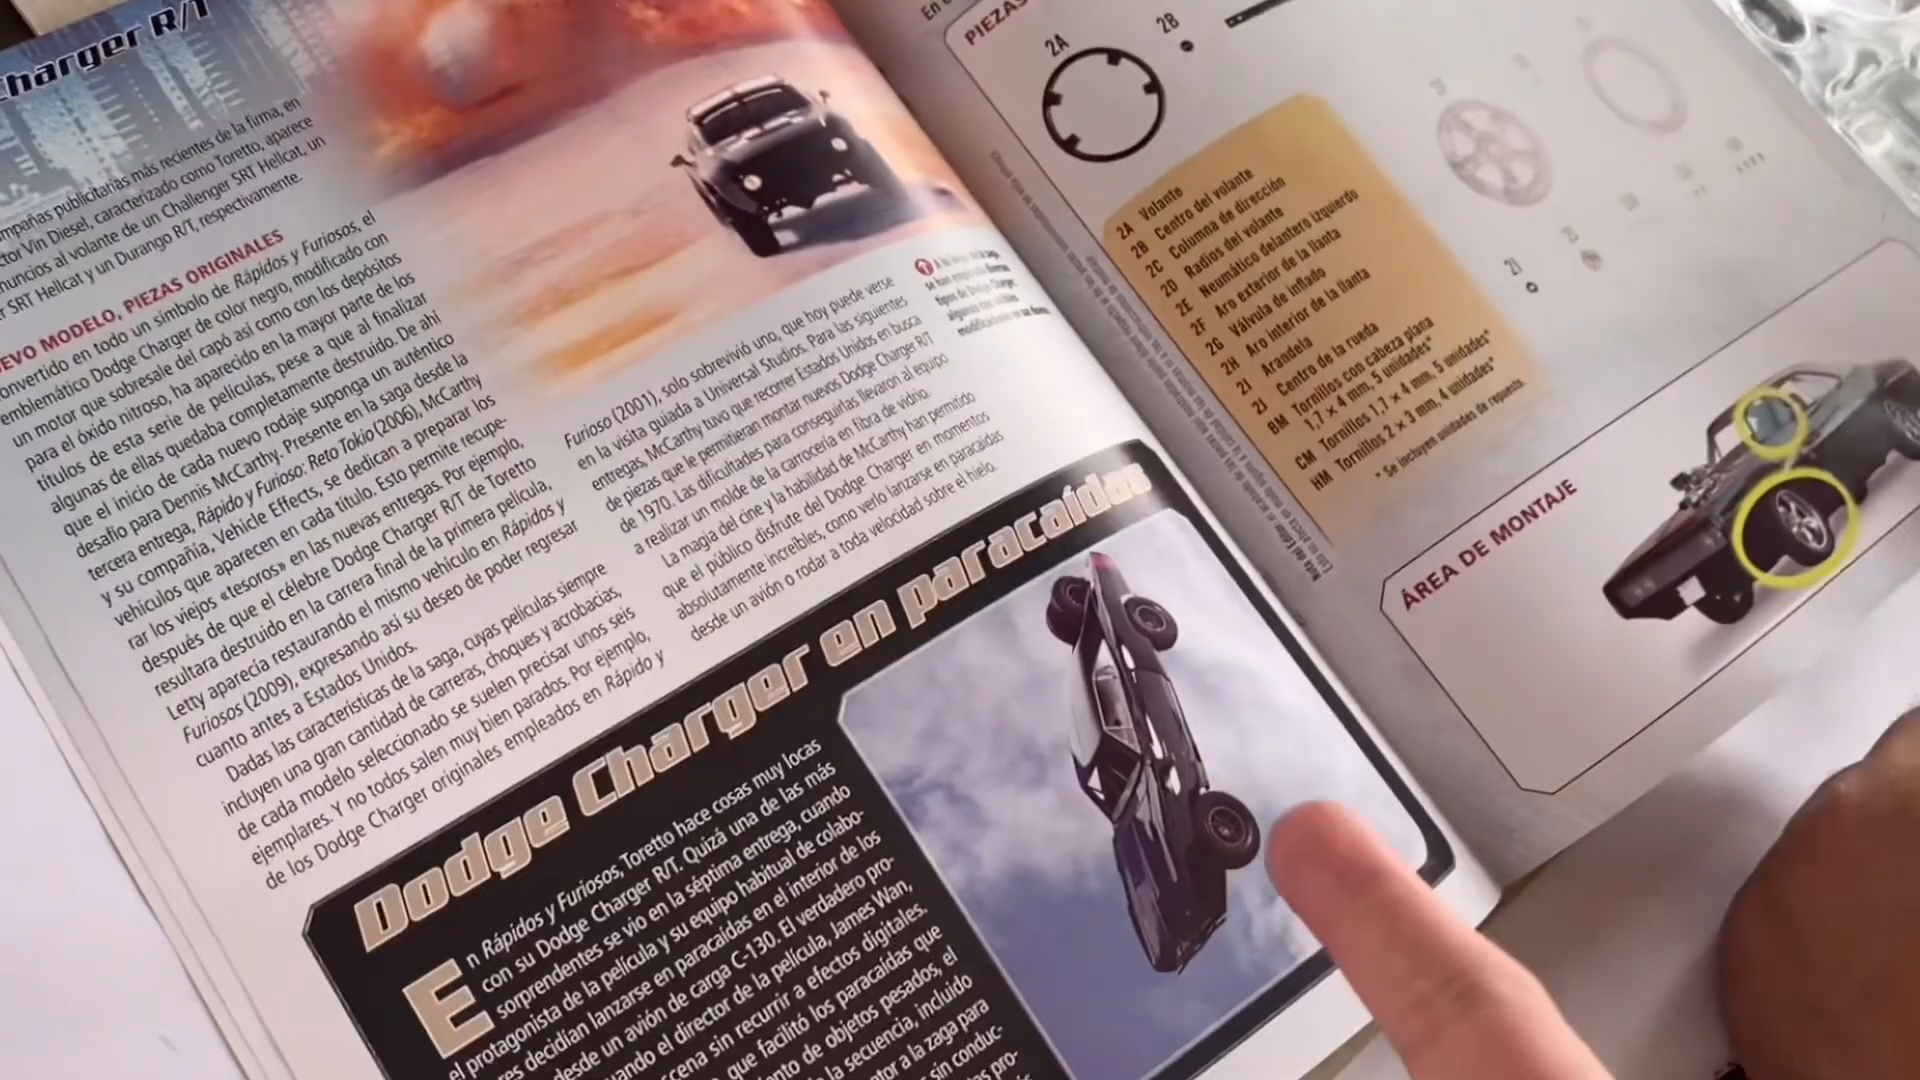 Charger R/T
mpañas publicitarias más recientes de la firma, en
ctor Vin Diesel, caracterizado como Toretto, aparece
nuncios al volante de un Challenger SRT Hellcat, un
r SRT Hellcat y un Durango R/T, respectivamente.
UEVO MODELO, PIEZAS ORIGINALES
onvertido en todo un símbolo de Rápidos y Furiosos, el
emblemático Dodge Charger de color negro, modificado con
un motor que sobresale del capó así como con los depósitos
para el óxido nitroso, ha aparecido en la mayor parte de los
títulos de esta serie de películas, pese a que al finalizar
algunas de ellas quedaba completamente destruido. De ahí
que el inicio de cada nuevo rodaje suponga un auténtico
desafío para Dennis McCarthy. Presente en la saga desde la
tercera entrega, Rápido y Furioso: Reto Tokio (2006), McCarthy
y su compañía, Vehicle Effects, se dedican a preparar los
vehículos que aparecen en cada título. Esto permite recupe-
rar los viejos «tesoros» en las nuevas entregas. Por ejemplo,
después de que el célebre Dodge Charger R/T de Toretto
resultara destruido en la carrera final de la primera película,
Letty aparecía restaurando el mismo vehículo en Rápidos y
Furiosos (2009), expresando así su deseo de poder regresar
cuanto antes a Estados Unidos.
Dadas las características de la saga, cuyas películas siempre
incluyen una gran cantidad de carreras, choques y acrobacias,
de cada modelo seleccionado se suelen precisar unos seis
ejemplares. Y no todos salen muy bien parados. Por ejemplo,
de los Dodge Charger originales empleados en Rápido y
Furioso (2001), solo sobrevivió uno, que hoy puede verse
en la visita guiada a Universal Studios. Para las siguientes
entregas, McCarthy tuvo que recorrer Estados Unidos en busca
de piezas que le permitieran montar nuevos Dodge Charger R/T
de 1970. Las dificultades para conseguirlas llevaron al equipo
a realizar un molde de la carrocería en fibra de vidrio.
La magia del cine y la habilidad de McCarthy han permitido
que el público disfrute del Dodge Charger en momentos
absolutamente increíbles, como verlo lanzarse en paracaídas
desde un avión o rodar a toda velocidad sobre el hielo.
Dodge Charger en paracaídas
En Rápidos y Furiosos, Toretto hace cosas muy locas
con su Dodge Charger R/T. Quizá una de las más
sorprendentes se vio en la séptima entrega, cuando
el protagonista de la película y su equipo habitual de colabo-
res decidían lanzarse en paracaídas en el interior de los
desde un avión de carga C-130. El verdadero pro-
uando el director de la película, James Wan,
scena sin recurrir a efectos digitales.
que facilitó los paracaídas que
iento de objetos pesados, el
la secuencia, incluido
ntor a la zaga para
sin conduc-
PIEZAS
2A
2B
2I
2A Volante
2B Centro del volante
2C Columna de dirección
2D Radios del volante
2E Neumático delantero izquierdo
2F Aro exterior de la llanta
2G Válvula de inflado
2H Aro interior de la llanta
2I Arandela
2J Centro de la rueda
BM Tornillos con cabeza plana
1,7 × 4 mm, 5 unidades*
CM Tornillos 1,7 × 4 mm, 5 unidades*
HM Tornillos 2 × 3 mm, 4 unidades*
* Se incluyen unidades de repuesto.
ÁREA DE MONTAJE